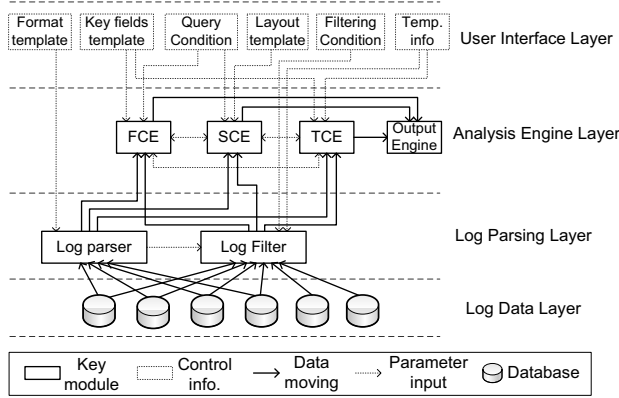 Format
template
Key fields
template
Query
Condition
Layout
template
Filtering
Condition
Temp.
info
User Interface Layer
FCE
SCE
TCE
Output
Engine
Analysis Engine Layer
Log parser
Log Filter
Log Parsing Layer
Log Data Layer
Key
module
Control
info.
Data
moving
Parameter
input
Database